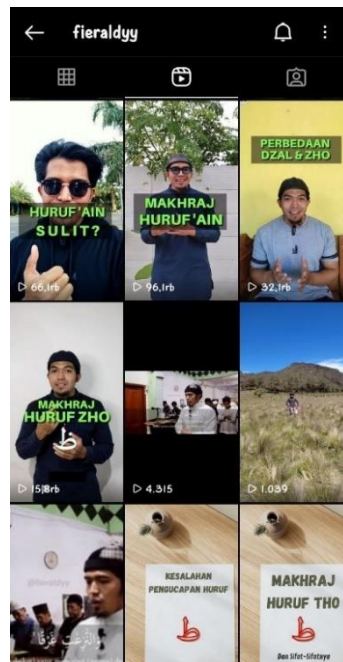 fieraldyy
HURUF 'AIN
SULIT?
66,1rb
MAKHRAJ
HURUF 'AIN
96,1rb
PERBEDAAN
DZAL & ZHO
32,1rb
MAKHRAJ
HURUF ZHO
ظ
15,8rb
4.315
1.039
@fieraldyy
وَالنَّٰزِعَٰتِ غَرْقًا
KESALAHAN
PENGUCAPAN HURUF
ط
MAKHRAJ
HURUF THO
ط
Dan Sifat-Sifatnya